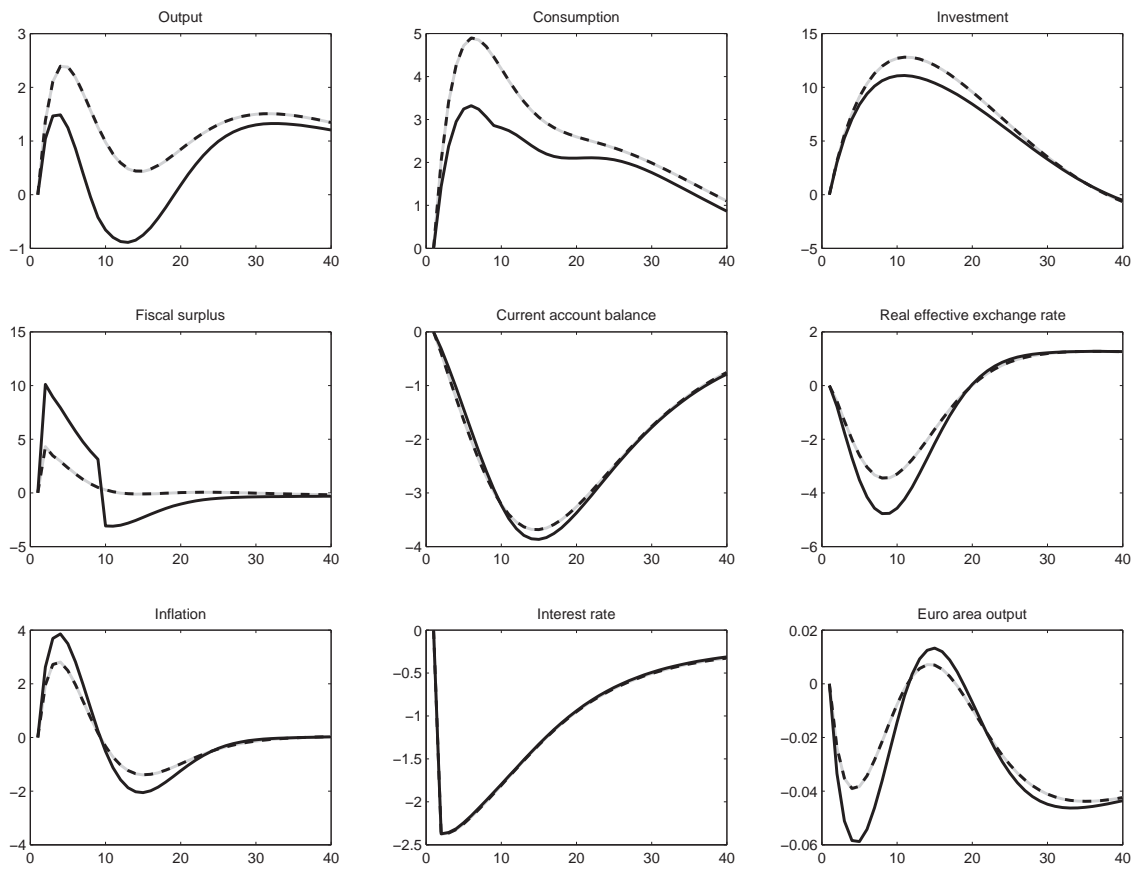 Output
3
2
1
0
−1
0 10 20 30 40
Consumption
5
4
3
2
1
0
0 10 20 30 40
Investment
15
10
5
0
−5
0 10 20 30 40
Fiscal surplus
15
10
5
0
−5
0 10 20 30 40
Current account balance
0
−1
−2
−3
−4
0 10 20 30 40
Real effective exchange rate
2
0
−2
−4
−6
0 10 20 30 40
Inflation
4
2
0
−2
−4
0 10 20 30 40
Interest rate
0
−0.5
−1
−1.5
−2
−2.5
0 10 20 30 40
Euro area output
0.02
0
−0.02
−0.04
−0.06
0 10 20 30 40